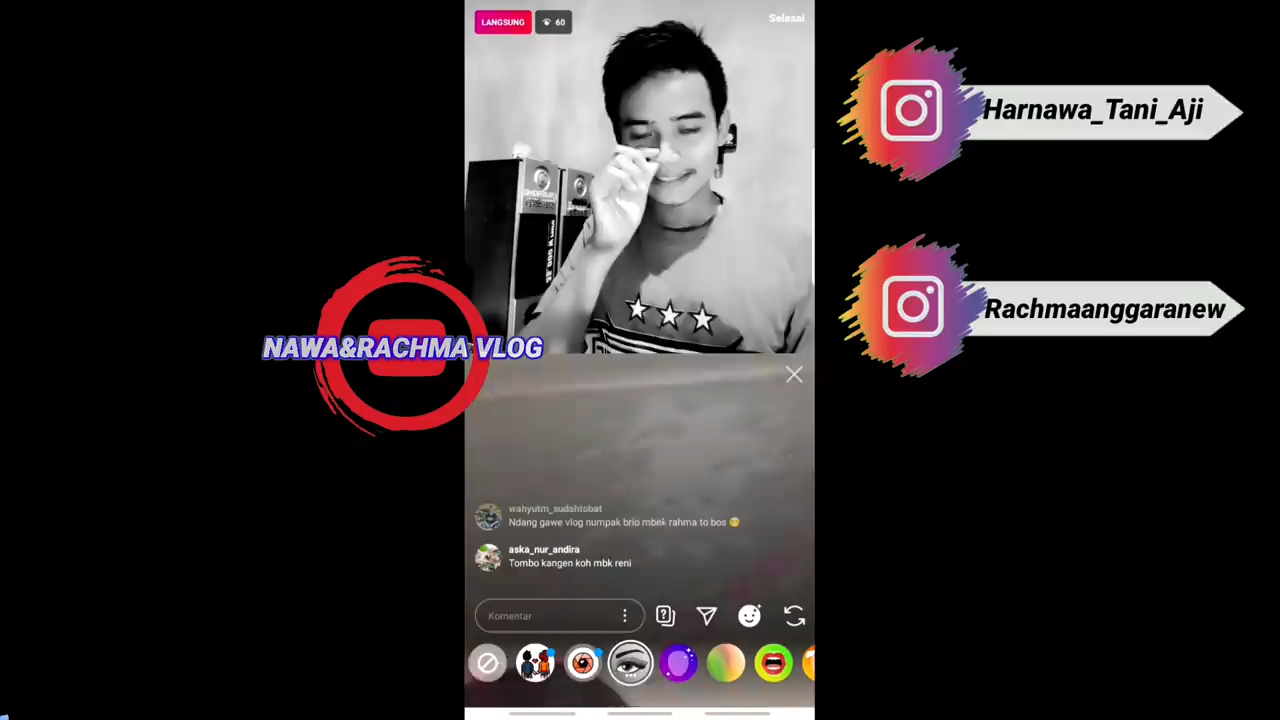 LANGSUNG
60
Selesai
Harnawa_Tani_Aji
Rachmaanggaranew
NAWA&RACHMA VLOG
wahyutm_sudahtobat
Ndang gawe vlog numpak brio mbek rahma to bos
aska_nur_andira
Tombo kangen koh mbk reni
Komentar